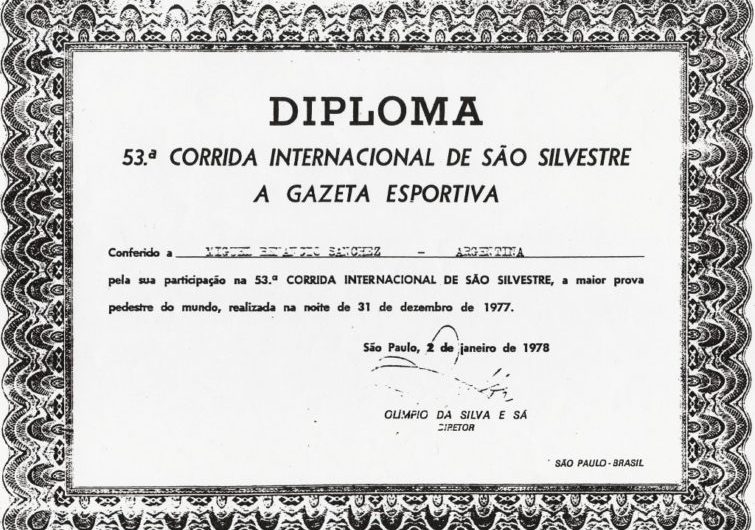 DIPLOMA
53.ª CORRIDA INTERNACIONAL DE SÃO SILVESTRE
A GAZETA ESPORTIVA
Conferido a MIGUEL BENANCIO SANCHEZ - ARGENTINA
pela sua participação na 53.ª CORRIDA INTERNACIONAL DE SÃO SILVESTRE, a maior prova
pedestre do mundo, realizada na noite de 31 de dezembro de 1977.
São Paulo, 2 de janeiro de 1978
OLIMPIO DA SILVA E SÁ
DIRETOR
SÃO PAULO - BRASIL